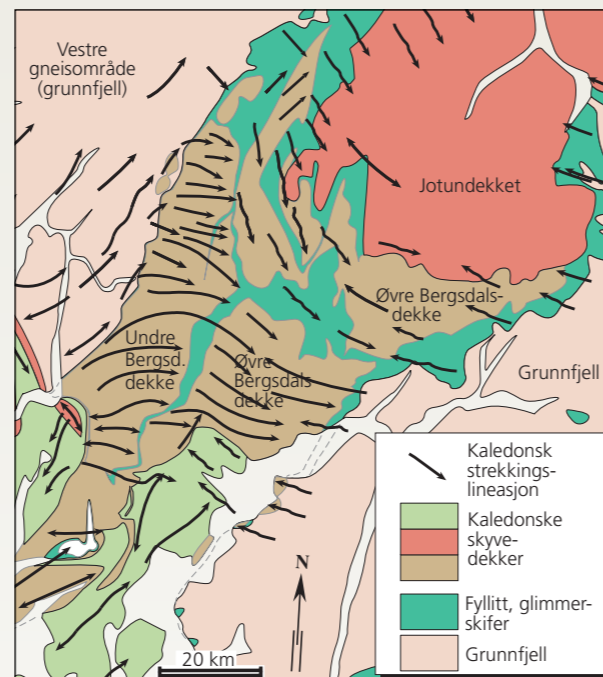 Vestre
gneisområde
(grunnfjell)
Jotundekket
Øvre Bergsdals-
dekke
Undre
Bergsd.
dekke
Øvre
Bergsdals
dekke
Grunnfjell
Kaledonsk
strekkings-
lineasjon
Kaledonske
skyve-
dekker
Fyllitt, glimmer-
skifer
Grunnfjell
N
20 km